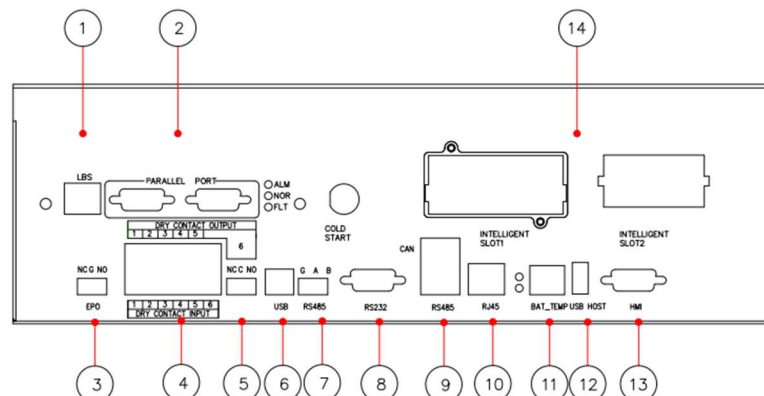 1 2 14
LBS PARALLEL PORT ALM
NOR
FLT
COLD
START
DRY CONTACT OUTPUT
1 2 3 4 5 6
INTELLIGENT
SLOT1
INTELLIGENT
SLOT2
CAN
NC G NO NC C NO G A B
EPO USB RS485 RS232 RS485 RJ45 BAT_TEMP USB HOST HMI
1 2 3 4 5 6
DRY CONTACT INPUT
3 4 5 6 7 8 9 10 11 12 13